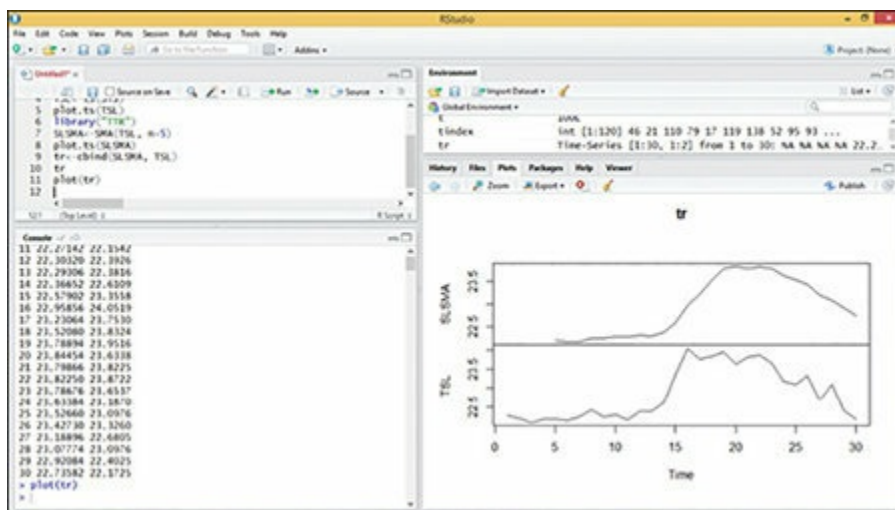 RStudio
File Edit Code View Plots Session Build Debug Tools Help
Go to file/function
Addins
Project: (None)
Untitled1*
Source on Save
Run
Source
5 plot.ts(TSL)
6 library("TTR")
7 SLSMA<-SMA(TSL, n=5)
8 plot.ts(SLSMA)
9 tr<-cbind(SLSMA, TSL)
10 tr
11 plot(tr)
12
(Top Level)
R Script
Console
11 22.27142 22.1542
12 22.30320 22.3926
13 22.29306 22.3816
14 22.36652 22.6109
15 22.57902 23.3558
16 22.95856 24.0519
17 23.23064 23.7530
18 23.52080 23.8324
19 23.78894 23.9516
20 23.84454 23.6338
21 23.79866 23.8225
22 23.82250 23.8722
23 23.78676 23.6537
24 23.63384 23.1870
25 23.52660 23.0976
26 23.42730 23.3260
27 23.18896 22.6805
28 23.07774 23.0976
29 22.92084 22.4025
30 22.73582 22.1725
> plot(tr)
>
Environment
Import Dataset
List
Global Environment
tindex int [1:120] 46 21 110 79 17 119 138 52 95 93 ...
tr Time-Series [1:30, 1:2] from 1 to 30: NA NA NA NA 22.2..
History Files Plots Packages Help Viewer
Zoom Export
Publish
tr
SLSMA
23.5
22.5
TSL
23.5
22.5
0 5 10 15 20 25 30
Time